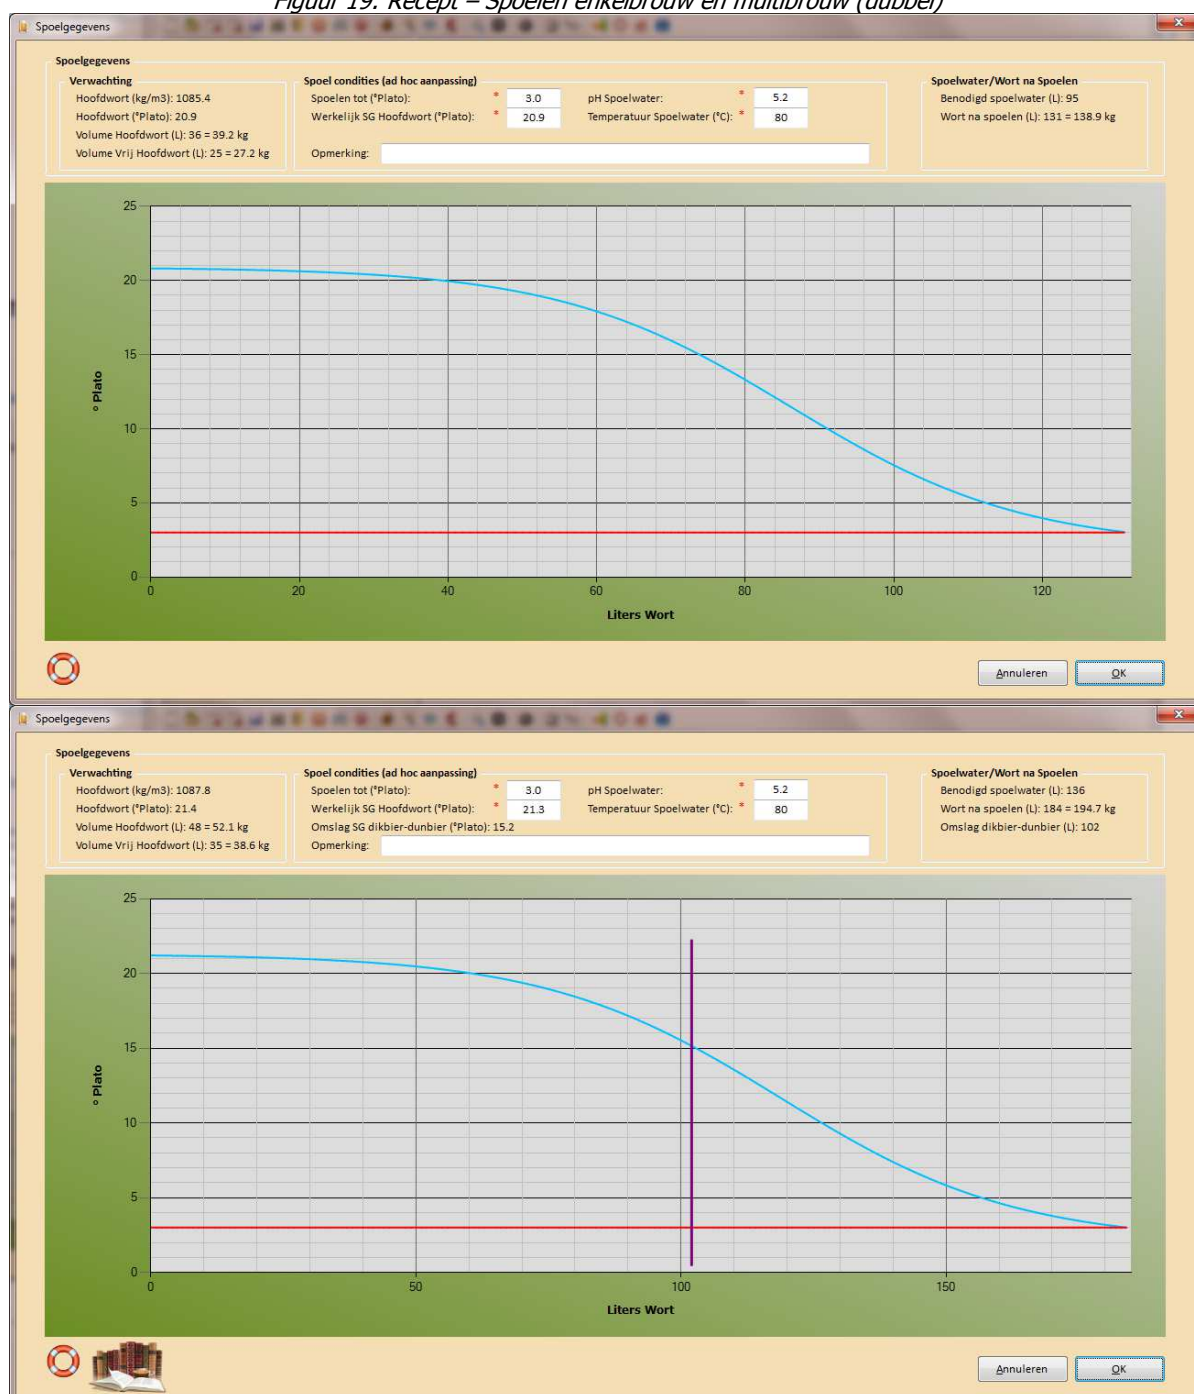 Figuur 19. Recept – Spoelen enkelbrouw en multibrouw (dubbel)
Spoelgegevens
Spoelgegevens
Verwachting
Hoofdwort (kg/m3): 1085.4
Hoofdwort (°Plato): 20.9
Volume Hoofdwort (L): 36 = 39.2 kg
Volume Vrij Hoofdwort (L): 25 = 27.2 kg
Spoel condities (ad hoc aanpassing)
Spoelen tot (°Plato): * 3.0 pH Spoelwater: * 5.2
Werkelijk SG Hoofdwort (°Plato): * 20.9 Temperatuur Spoelwater (°C): * 80
Opmerking:
Spoelwater/Wort na Spoelen
Benodigd spoelwater (L): 95
Wort na spoelen (L): 131 = 138.9 kg
25
20
15
10
5
0
° Plato
0 20 40 60 80 100 120
Liters Wort
Annuleren OK
Spoelgegevens
Spoelgegevens
Verwachting
Hoofdwort (kg/m3): 1087.8
Hoofdwort (°Plato): 21.4
Volume Hoofdwort (L): 48 = 52.1 kg
Volume Vrij Hoofdwort (L): 35 = 38.6 kg
Spoel condities (ad hoc aanpassing)
Spoelen tot (°Plato): * 3.0 pH Spoelwater: * 5.2
Werkelijk SG Hoofdwort (°Plato): * 21.3 Temperatuur Spoelwater (°C): * 80
Omslag SG dikbier-dunbier (°Plato): 15.2
Opmerking:
Spoelwater/Wort na Spoelen
Benodigd spoelwater (L): 136
Wort na spoelen (L): 184 = 194.7 kg
Omslag dikbier-dunbier (L): 102
25
20
15
10
5
0
° Plato
0 50 100 150
Liters Wort
Annuleren OK